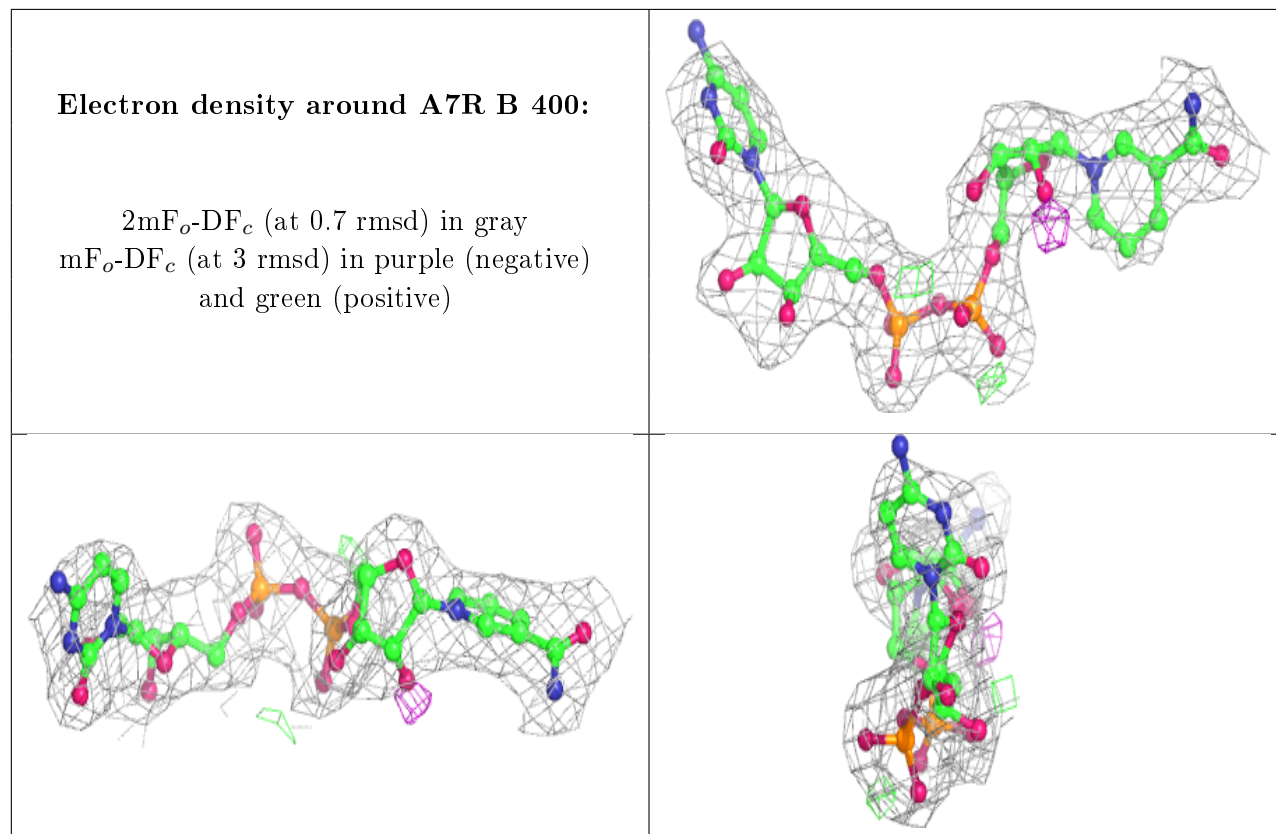 Electron density around A7R B 400:
2mFₒ-DF𝒸 (at 0.7 rmsd) in gray
mFₒ-DF𝒸 (at 3 rmsd) in purple (negative)
and green (positive)